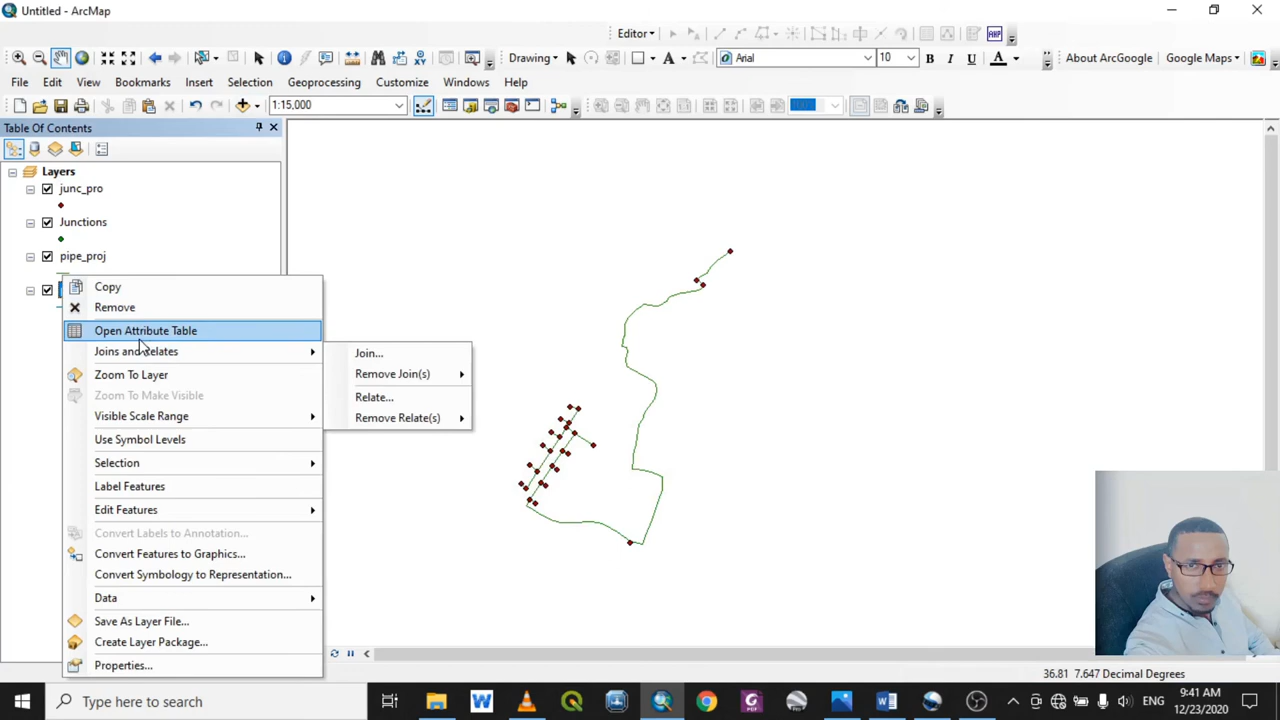 Untitled - ArcMap
Editor
Drawing
Arial
10
B I U A
About ArcGoogle
Google Maps
File Edit View Bookmarks Insert Selection Geoprocessing Customize Windows Help
1:15,000
Table Of Contents
Layers
junc_pro
Junctions
pipe_proj
Copy
Remove
Open Attribute Table
Joins and Relates
Join...
Zoom To Layer
Remove Join(s)
Zoom To Make Visible
Relate...
Visible Scale Range
Remove Relate(s)
Use Symbol Levels
Selection
Label Features
Edit Features
Convert Labels to Annotation...
Convert Features to Graphics...
Convert Symbology to Representation...
Data
Save As Layer File...
Create Layer Package...
Properties...
36.81 7.647 Decimal Degrees
Type here to search
ENG
9:41 AM
12/23/2020